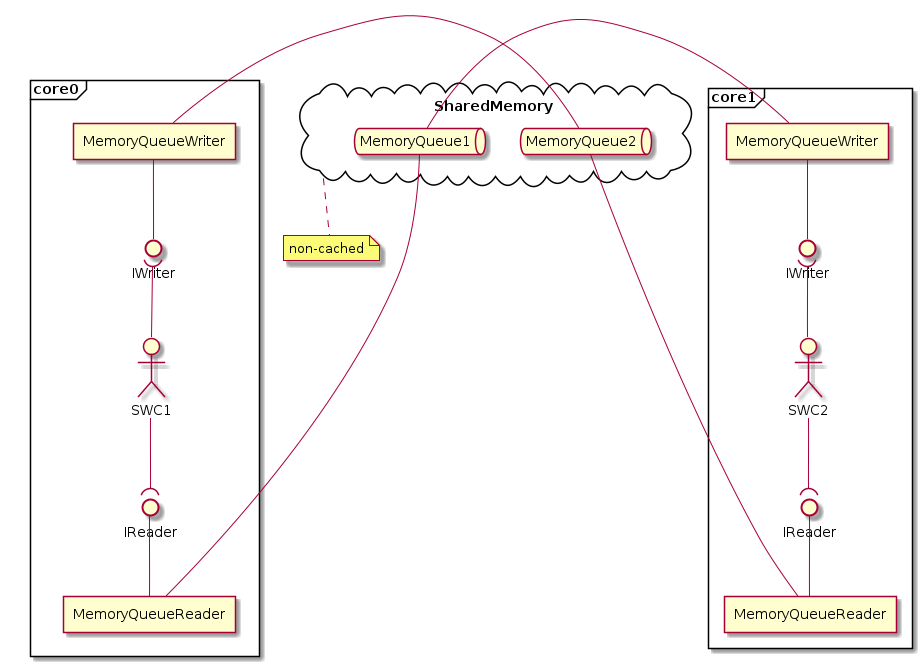 core0
MemoryQueueWriter
IWriter
SWC1
IReader
MemoryQueueReader
SharedMemory
MemoryQueue1
MemoryQueue2
non-cached
core1
MemoryQueueWriter
IWriter
SWC2
IReader
MemoryQueueReader